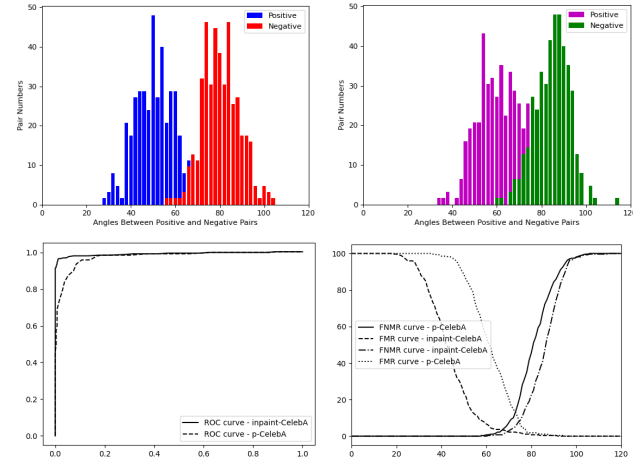 50
40
30
20
10
0
Pair Numbers
Positive
Negative
0 20 40 60 80 100 120
Angles Between Positive and Negative Pairs
50
40
30
20
10
0
Pair Numbers
Positive
Negative
0 20 40 60 80 100 120
Angles Between Positive and Negative Pairs
1.0
0.8
0.6
0.4
0.2
0.0
ROC curve - inpaint-CelebA
ROC curve - p-CelebA
0.0 0.2 0.4 0.6 0.8 1.0
100
80
60
40
20
0
FNMR curve - p-CelebA
FMR curve - inpaint-CelebA
FNMR curve - inpaint-CelebA
FMR curve - p-CelebA
0 20 40 60 80 100 120